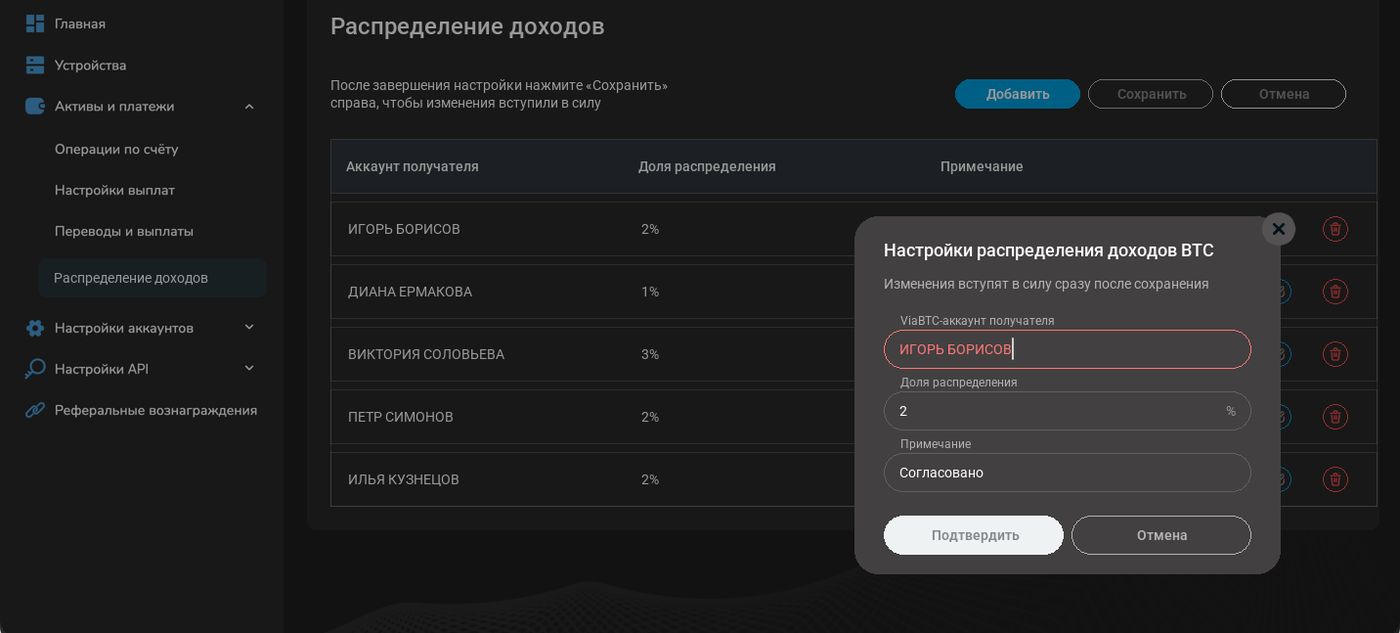 Главная
Устройства
Активы и платежи
Операции по счёту
Настройки выплат
Переводы и выплаты
Распределение доходов
Настройки аккаунтов
Настройки API
Реферальные вознаграждения
Распределение доходов
После завершения настройки нажмите «Сохранить»
справа, чтобы изменения вступили в силу
Добавить
Сохранить
Отмена
Аккаунт получателя Доля распределения Примечание
ИГОРЬ БОРИСОВ 2%
ДИАНА ЕРМАКОВА 1%
ВИКТОРИЯ СОЛОВЬЕВА 3%
ПЕТР СИМОНОВ 2%
ИЛЬЯ КУЗНЕЦОВ 2%
Настройки распределения доходов BTC
Изменения вступят в силу сразу после сохранения
ViaBTC-аккаунт получателя
ИГОРЬ БОРИСОВ
Доля распределения
2 %
Примечание
Согласовано
Подтвердить
Отмена